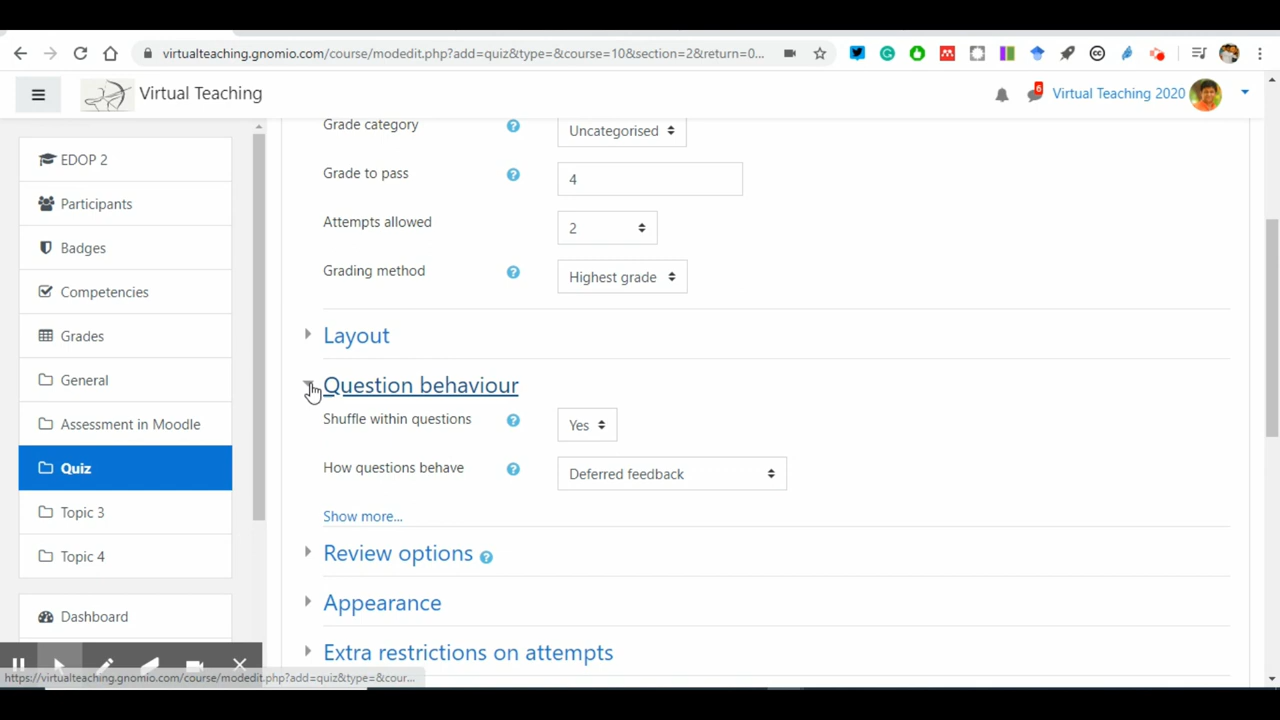 virtualteaching.gnomio.com/course/modedit.php?add=quiz&type=&course=10&section=2&return=0...
Virtual Teaching
6
Virtual Teaching 2020
EDOP 2
Participants
Badges
Competencies
Grades
General
Assessment in Moodle
Quiz
Topic 3
Topic 4
Dashboard
Grade category
Uncategorised
Grade to pass
4
Attempts allowed
2
Grading method
Highest grade
Layout
Question behaviour
Shuffle within questions
Yes
How questions behave
Deferred feedback
Show more...
Review options
Appearance
Extra restrictions on attempts
https://virtualteaching.gnomio.com/course/modedit.php?add=quiz&type=&cour...